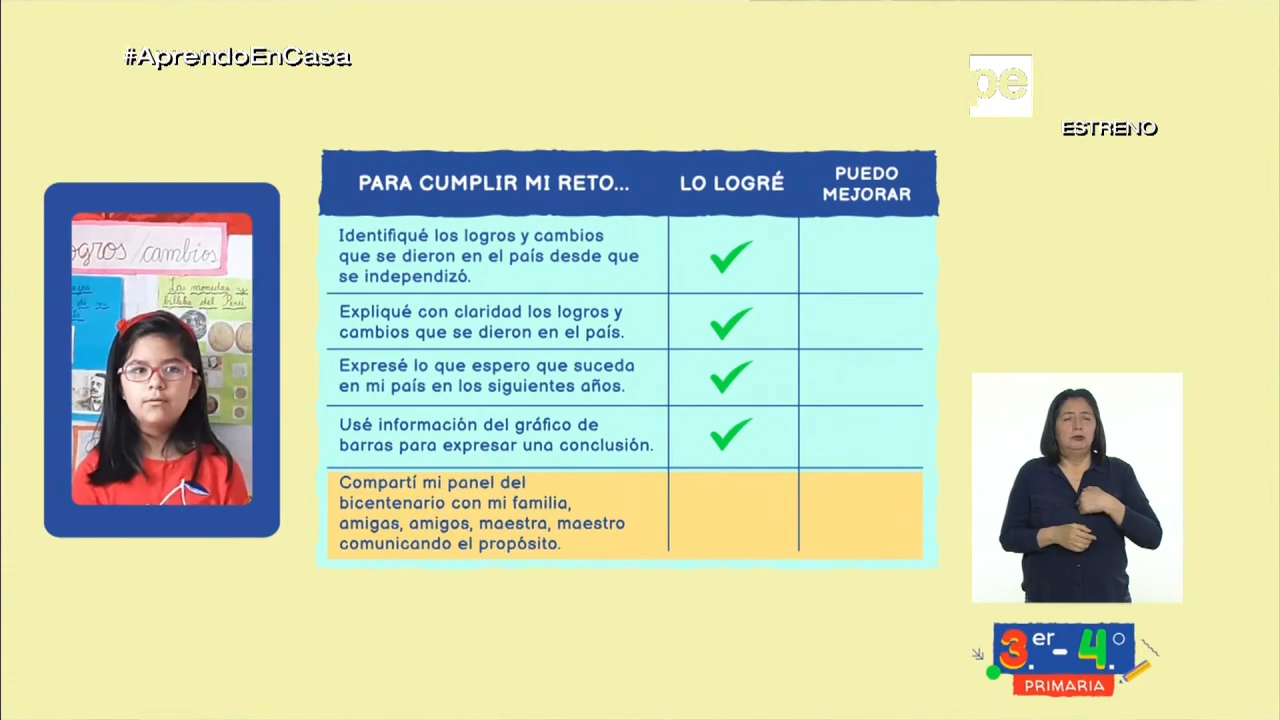 #AprendoEnCasa
pe
ESTRENO
PARA CUMPLIR MI RETO...
LO LOGRÉ
PUEDO
MEJORAR
Identifiqué los logros y cambios
que se dieron en el país desde que
se independizó.
Expliqué con claridad los logros y
cambios que se dieron en el país.
Expresé lo que espero que suceda
en mi país en los siguientes años.
Usé información del gráfico de
barras para expresar una conclusión.
Compartí mi panel del
bicentenario con mi familia,
amigas, amigos, maestra, maestro
comunicando el propósito.
ogros / cambios
Las monedas y
billetes del Perú
de mi
3.er - 4.°
PRIMARIA